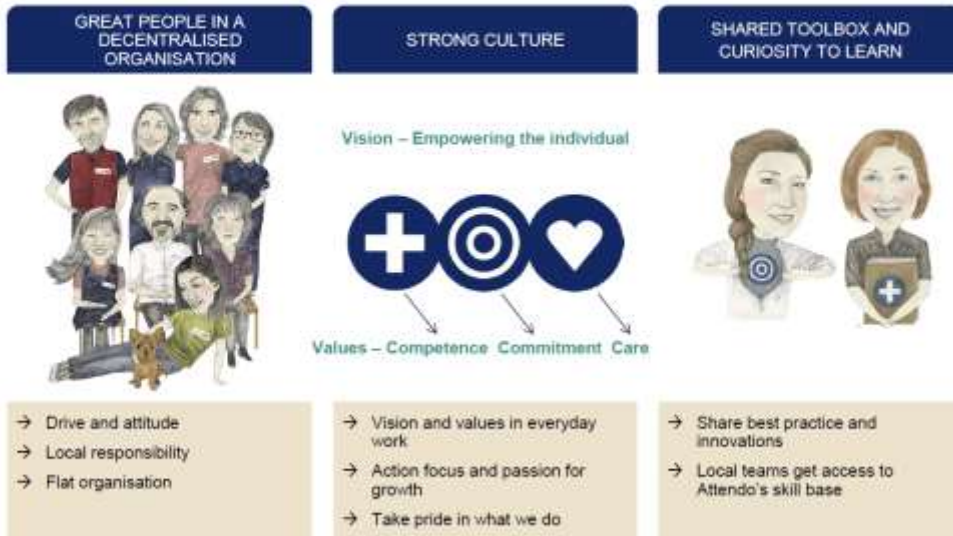 GREAT PEOPLE IN A
DECENTRALISED
ORGANISATION
→ Drive and attitude
→ Local responsibility
→ Flat organisation
STRONG CULTURE
Vision – Empowering the individual
Values – Competence Commitment Care
→ Vision and values in everyday
work
→ Action focus and passion for
growth
→ Take pride in what we do
SHARED TOOLBOX AND
CURIOSITY TO LEARN
→ Share best practice and
innovations
→ Local teams get access to
Attendo's skill base